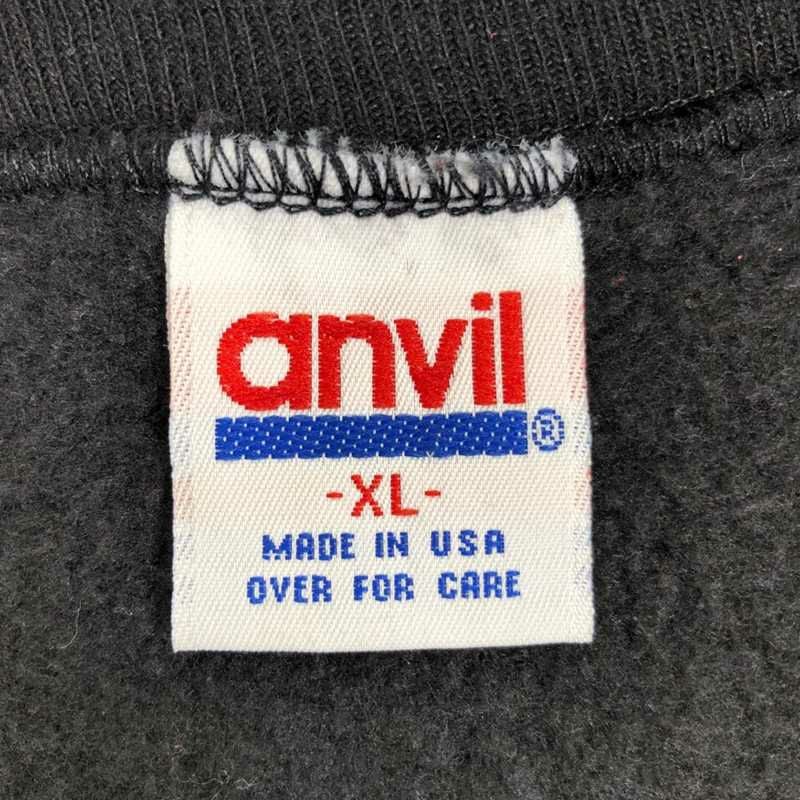 anvil®
-XL-
MADE IN USA
OVER FOR CARE